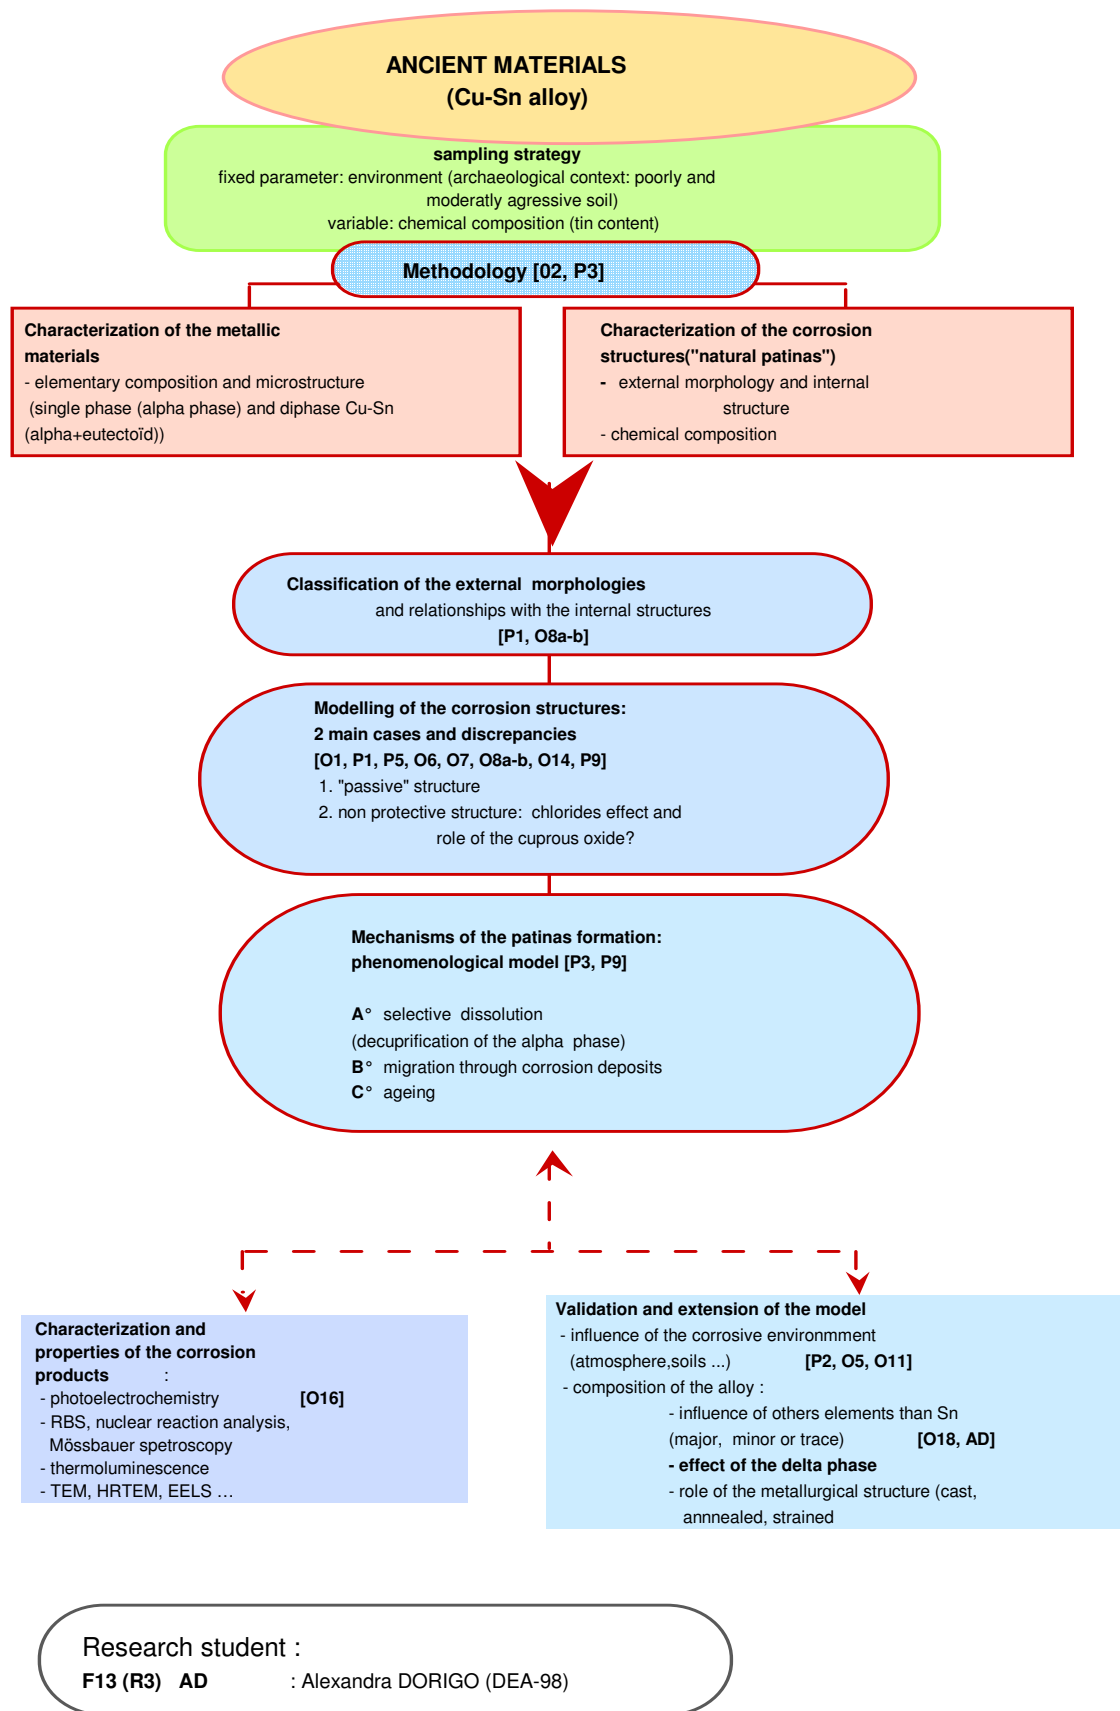 ANCIENT MATERIALS
(Cu-Sn alloy)
sampling strategy
fixed parameter: environment (archaeological context: poorly and
moderatly agressive soil)
variable: chemical composition (tin content)
Methodology [02, P3]
Characterization of the metallic
materials
- elementary composition and microstructure
(single phase (alpha phase) and diphase Cu-Sn
(alpha+eutectoïd))
Characterization of the corrosion
structures("natural patinas")
- external morphology and internal
structure
- chemical composition
Classification of the external morphologies
and relationships with the internal structures
[P1, O8a-b]
Modelling of the corrosion structures:
2 main cases and discrepancies
[O1, P1, P5, O6, O7, O8a-b, O14, P9]
1. "passive" structure
2. non protective structure: chlorides effect and
role of the cuprous oxide?
Mechanisms of the patinas formation:
phenomenological model [P3, P9]
A° selective dissolution
(decuprification of the alpha phase)
B° migration through corrosion deposits
C° ageing
Characterization and
properties of the corrosion
products :
- photoelectrochemistry [O16]
- RBS, nuclear reaction analysis,
Mössbauer spetroscopy
- thermoluminescence
- TEM, HRTEM, EELS ...
Validation and extension of the model
- influence of the corrosive environmment
(atmosphere,soils ...) [P2, O5, O11]
- composition of the alloy :
- influence of others elements than Sn
(major, minor or trace) [O18, AD]
- effect of the delta phase
- role of the metallurgical structure (cast,
annnealed, strained
Research student :
F13 (R3) AD : Alexandra DORIGO (DEA-98)